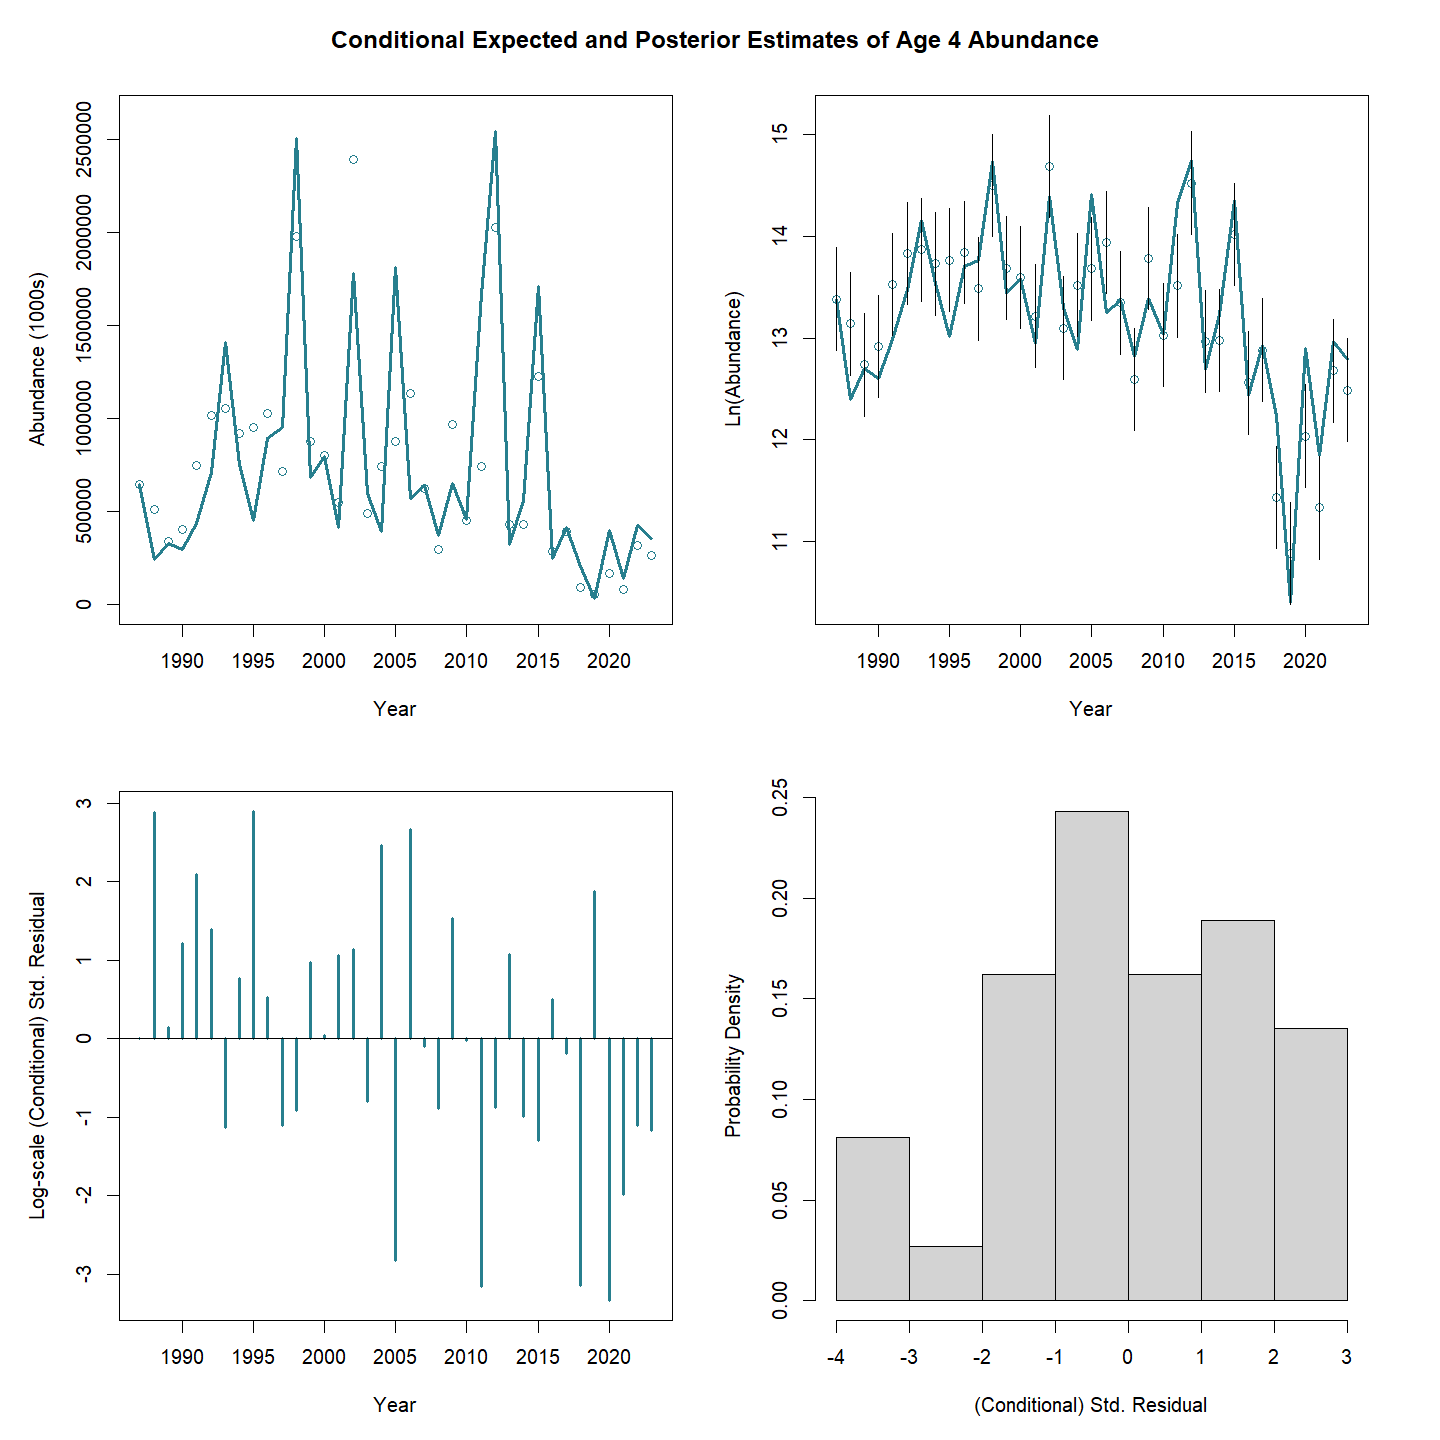 Conditional Expected and Posterior Estimates of Age 4 Abundance
Abundance (1000s)
2500000
2000000
1500000
1000000
500000
0
1990 1995 2000 2005 2010 2015 2020
Year
Ln(Abundance)
15
14
13
12
11
1990 1995 2000 2005 2010 2015 2020
Year
Log-scale (Conditional) Std. Residual
3
2
1
0
-1
-2
-3
1990 1995 2000 2005 2010 2015 2020
Year
Probability Density
0.25
0.20
0.15
0.10
0.05
0.00
-4 -3 -2 -1 0 1 2 3
(Conditional) Std. Residual